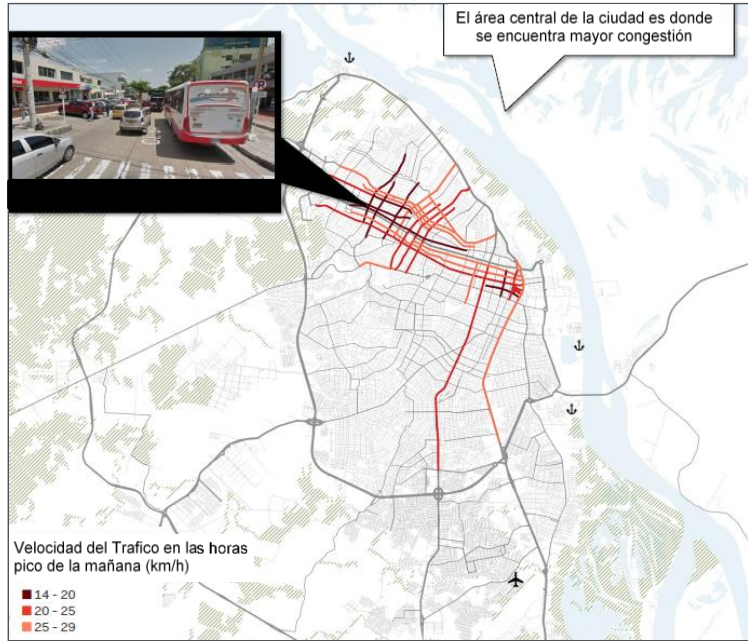 El área central de la ciudad es donde
se encuentra mayor congestión
Velocidad del Trafico en las horas
pico de la mañana (km/h)
14 - 20
20 - 25
25 - 29